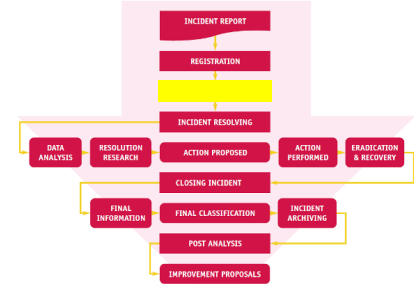 INCIDENT REPORT
REGISTRATION
INCIDENT RESOLVING
DATA
ANALYSIS
RESOLUTION
RESEARCH
ACTION PROPOSED
ACTION
PERFORMED
ERADICATION
& RECOVERY
CLOSING INCIDENT
FINAL
INFORMATION
FINAL CLASSIFICATION
INCIDENT
ARCHIVING
POST ANALYSIS
IMPROVEMENT PROPOSALS